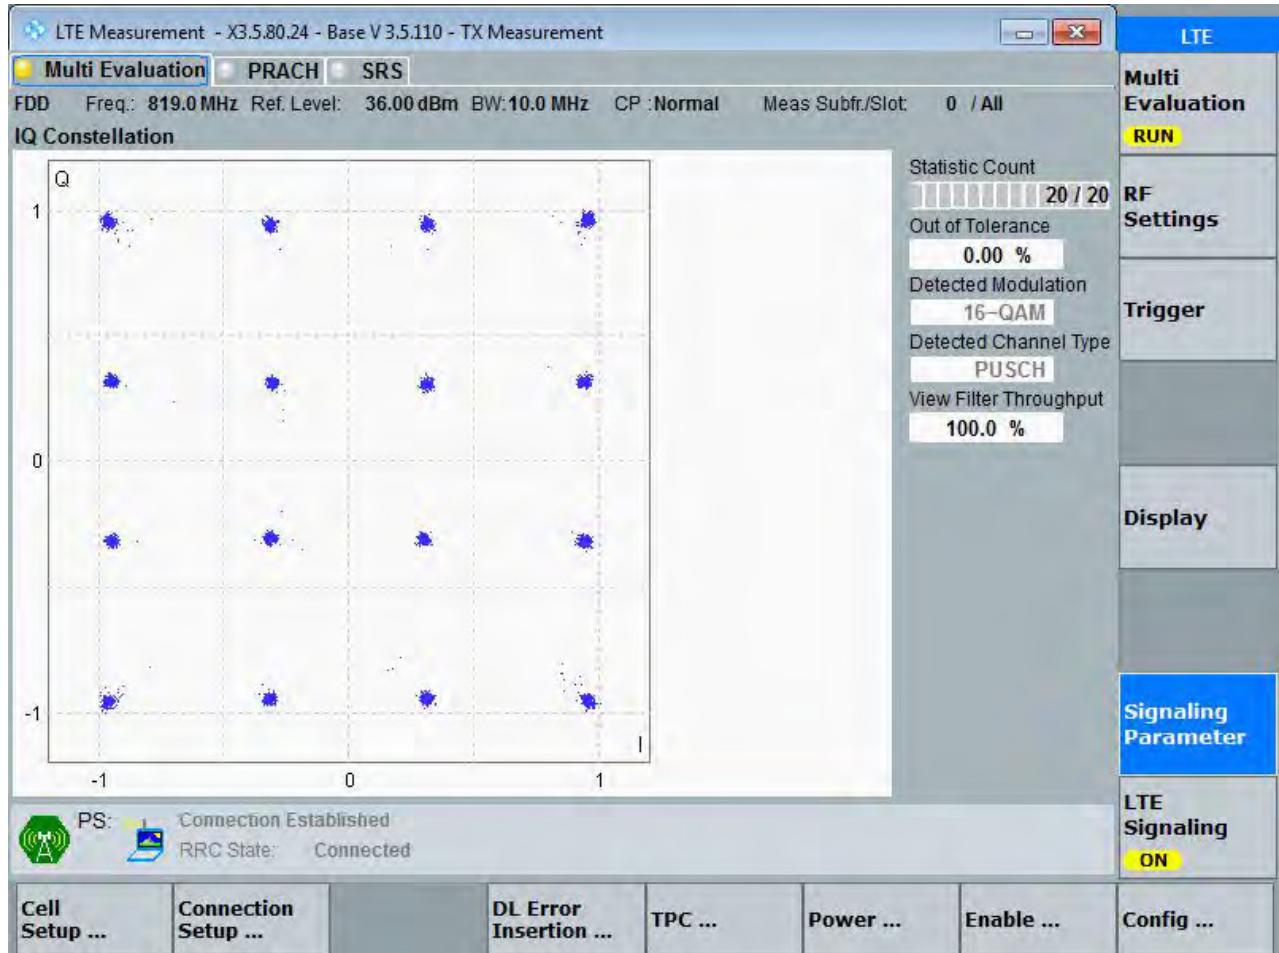 LTE Measurement - X3.5.80.24 - Base V 3.5.110 - TX Measurement
LTE
Multi Evaluation PRACH SRS
Multi
Evaluation
RUN
FDD Freq.: 819.0 MHz Ref. Level: 36.00 dBm BW: 10.0 MHz CP : Normal Meas Subfr./Slot: 0 / All
IQ Constellation
Q
1
0
-1
I
-1 0 1
Statistic Count
20 / 20
Out of Tolerance
0.00 %
Detected Modulation
16-QAM
Detected Channel Type
PUSCH
View Filter Throughput
100.0 %
RF
Settings
Trigger
Display
Signaling
Parameter
LTE
Signaling
ON
PS: Connection Established
RRC State: Connected
Cell
Setup ...
Connection
Setup ...
DL Error
Insertion ...
TPC ...
Power ...
Enable ...
Config ...